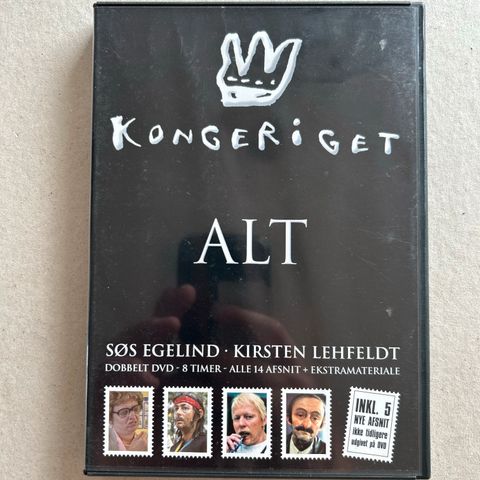 KONGERiGET
ALT
SØS EGELIND · KIRSTEN LEHFELDT
DOBBELT DVD - 8 TIMER - ALLE 14 AFSNIT + EKSTRAMATERIALE
INKL. 5
NYE AFSNIT
ikke tidligere
udgivet på DVD